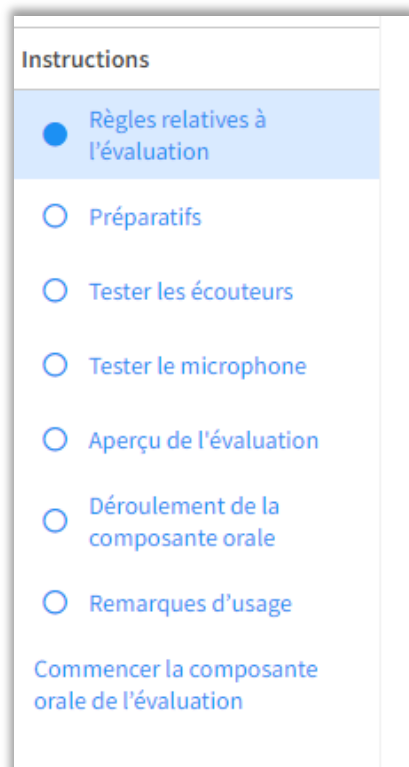 Instructions
Règles relatives à
l’évaluation
Préparatifs
Tester les écouteurs
Tester le microphone
Aperçu de l'évaluation
Déroulement de la
composante orale
Remarques d’usage
Commencer la composante
orale de l’évaluation